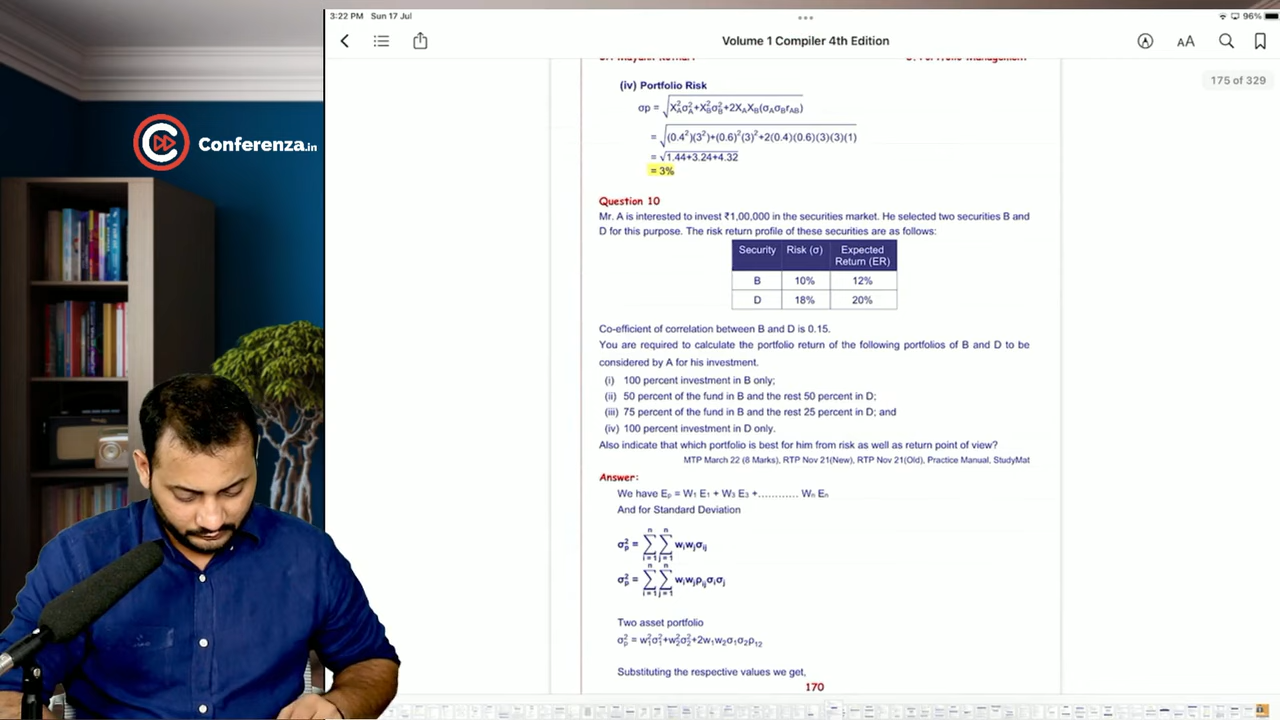 3:22 PM Sun 17 Jul
96%
Volume 1 Compiler 4th Edition
AA
175 of 329
Conferenza.in
(iv) Portfolio Risk
σp = √X²Aσ²A+X²Bσ²B+2XAXB(σAσBrAB)
= √(0.4²)(3²)+(0.6)²(3)²+2(0.4)(0.6)(3)(3)(1)
= √1.44+3.24+4.32
= 3%
Question 10
Mr. A is interested to invest ₹1,00,000 in the securities market. He selected two securities B and
D for this purpose. The risk return profile of these securities are as follows:
Security Risk (σ) Expected Return (ER)
B 10% 12%
D 18% 20%
Co-efficient of correlation between B and D is 0.15.
You are required to calculate the portfolio return of the following portfolios of B and D to be
considered by A for his investment.
(i) 100 percent investment in B only;
(ii) 50 percent of the fund in B and the rest 50 percent in D;
(iii) 75 percent of the fund in B and the rest 25 percent in D; and
(iv) 100 percent investment in D only.
Also indicate that which portfolio is best for him from risk as well as return point of view?
MTP March 22 (8 Marks), RTP Nov 21(New), RTP Nov 21(Old), Practice Manual, StudyMat
Answer:
We have Ep = W1 E1 + W3 E3 +............ Wn En
And for Standard Deviation
σ²p = n∑i=1 n∑j=1 wiwjσij
σ²p = n∑i=1 n∑j=1 wiwjρijσiσj
Two asset portfolio
σ²p = w²1σ²1+w²2σ²2+2w1w2σ1σ2ρ12
Substituting the respective values we get,
170